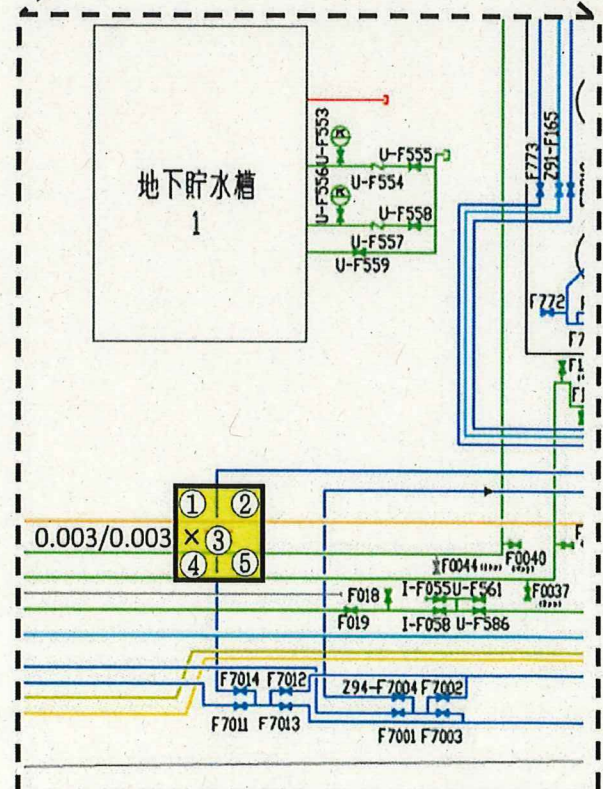 地下貯水槽
1
U-F553
U-F556
U-F555
U-F554
U-F558
U-F557
U-F559
F773
Z91-F165
F772
① ②
0.003/0.003 × ③
④ ⑤
F0044
F0040
F0037
F018
F019
I-F055 U-F561
I-F058 U-F586
F7014 F7012
F7011 F7013
Z94-F7004 F7002
F7001 F7003